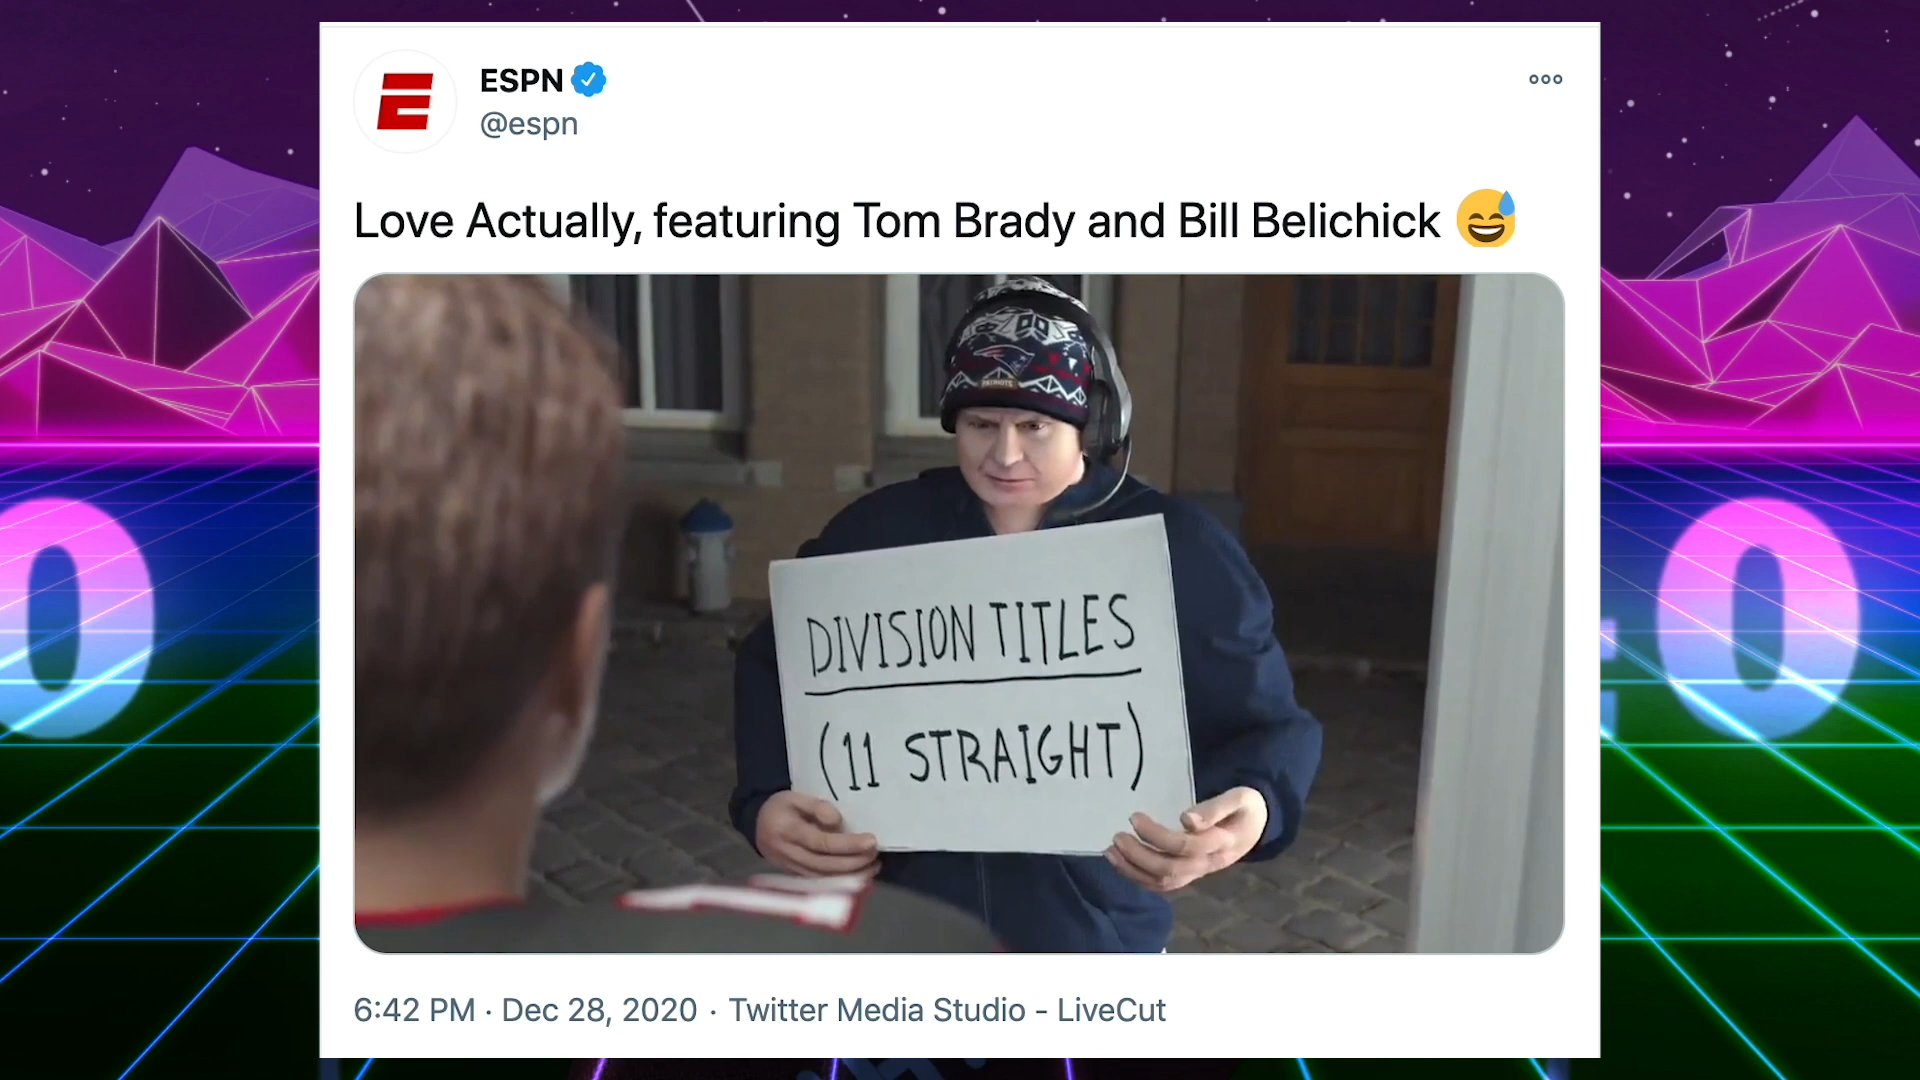 ESPN
@espn
Love Actually, featuring Tom Brady and Bill Belichick 😅
PATRIOTS
DIVISION TITLES
(11 STRAIGHT)
6:42 PM · Dec 28, 2020 · Twitter Media Studio - LiveCut